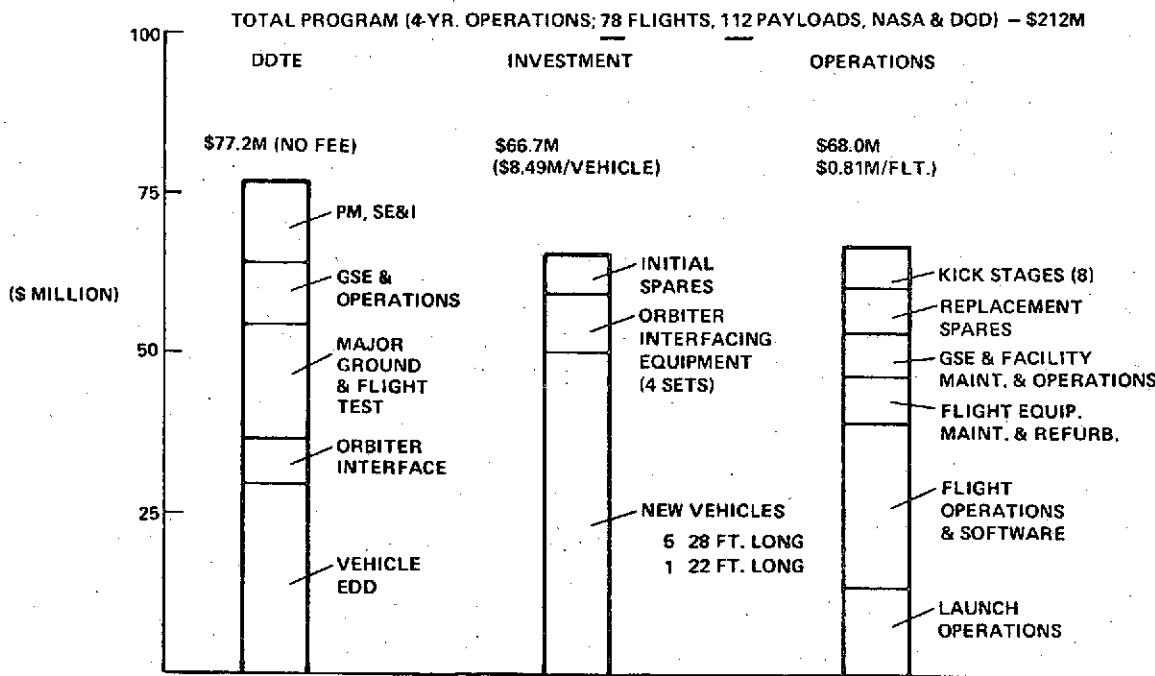 TOTAL PROGRAM (4-YR. OPERATIONS; 78 FLIGHTS, 112 PAYLOADS, NASA & DOD) – $212M
100
DDTE
INVESTMENT
OPERATIONS
$77.2M (NO FEE)
$66.7M
($8.49M/VEHICLE)
$68.0M
$0.81M/FLT.)
75
PM, SE&I
GSE &
OPERATIONS
MAJOR
GROUND
& FLIGHT
TEST
ORBITER
INTERFACE
VEHICLE
EDD
($ MILLION)
50
25
INITIAL
SPARES
ORBITER
INTERFACING
EQUIPMENT
(4 SETS)
NEW VEHICLES
5 28 FT. LONG
1 22 FT. LONG
KICK STAGES (8)
REPLACEMENT
SPARES
GSE & FACILITY
MAINT. & OPERATIONS
FLIGHT EQUIP.
MAINT. & REFURB.
FLIGHT
OPERATIONS
& SOFTWARE
LAUNCH
OPERATIONS